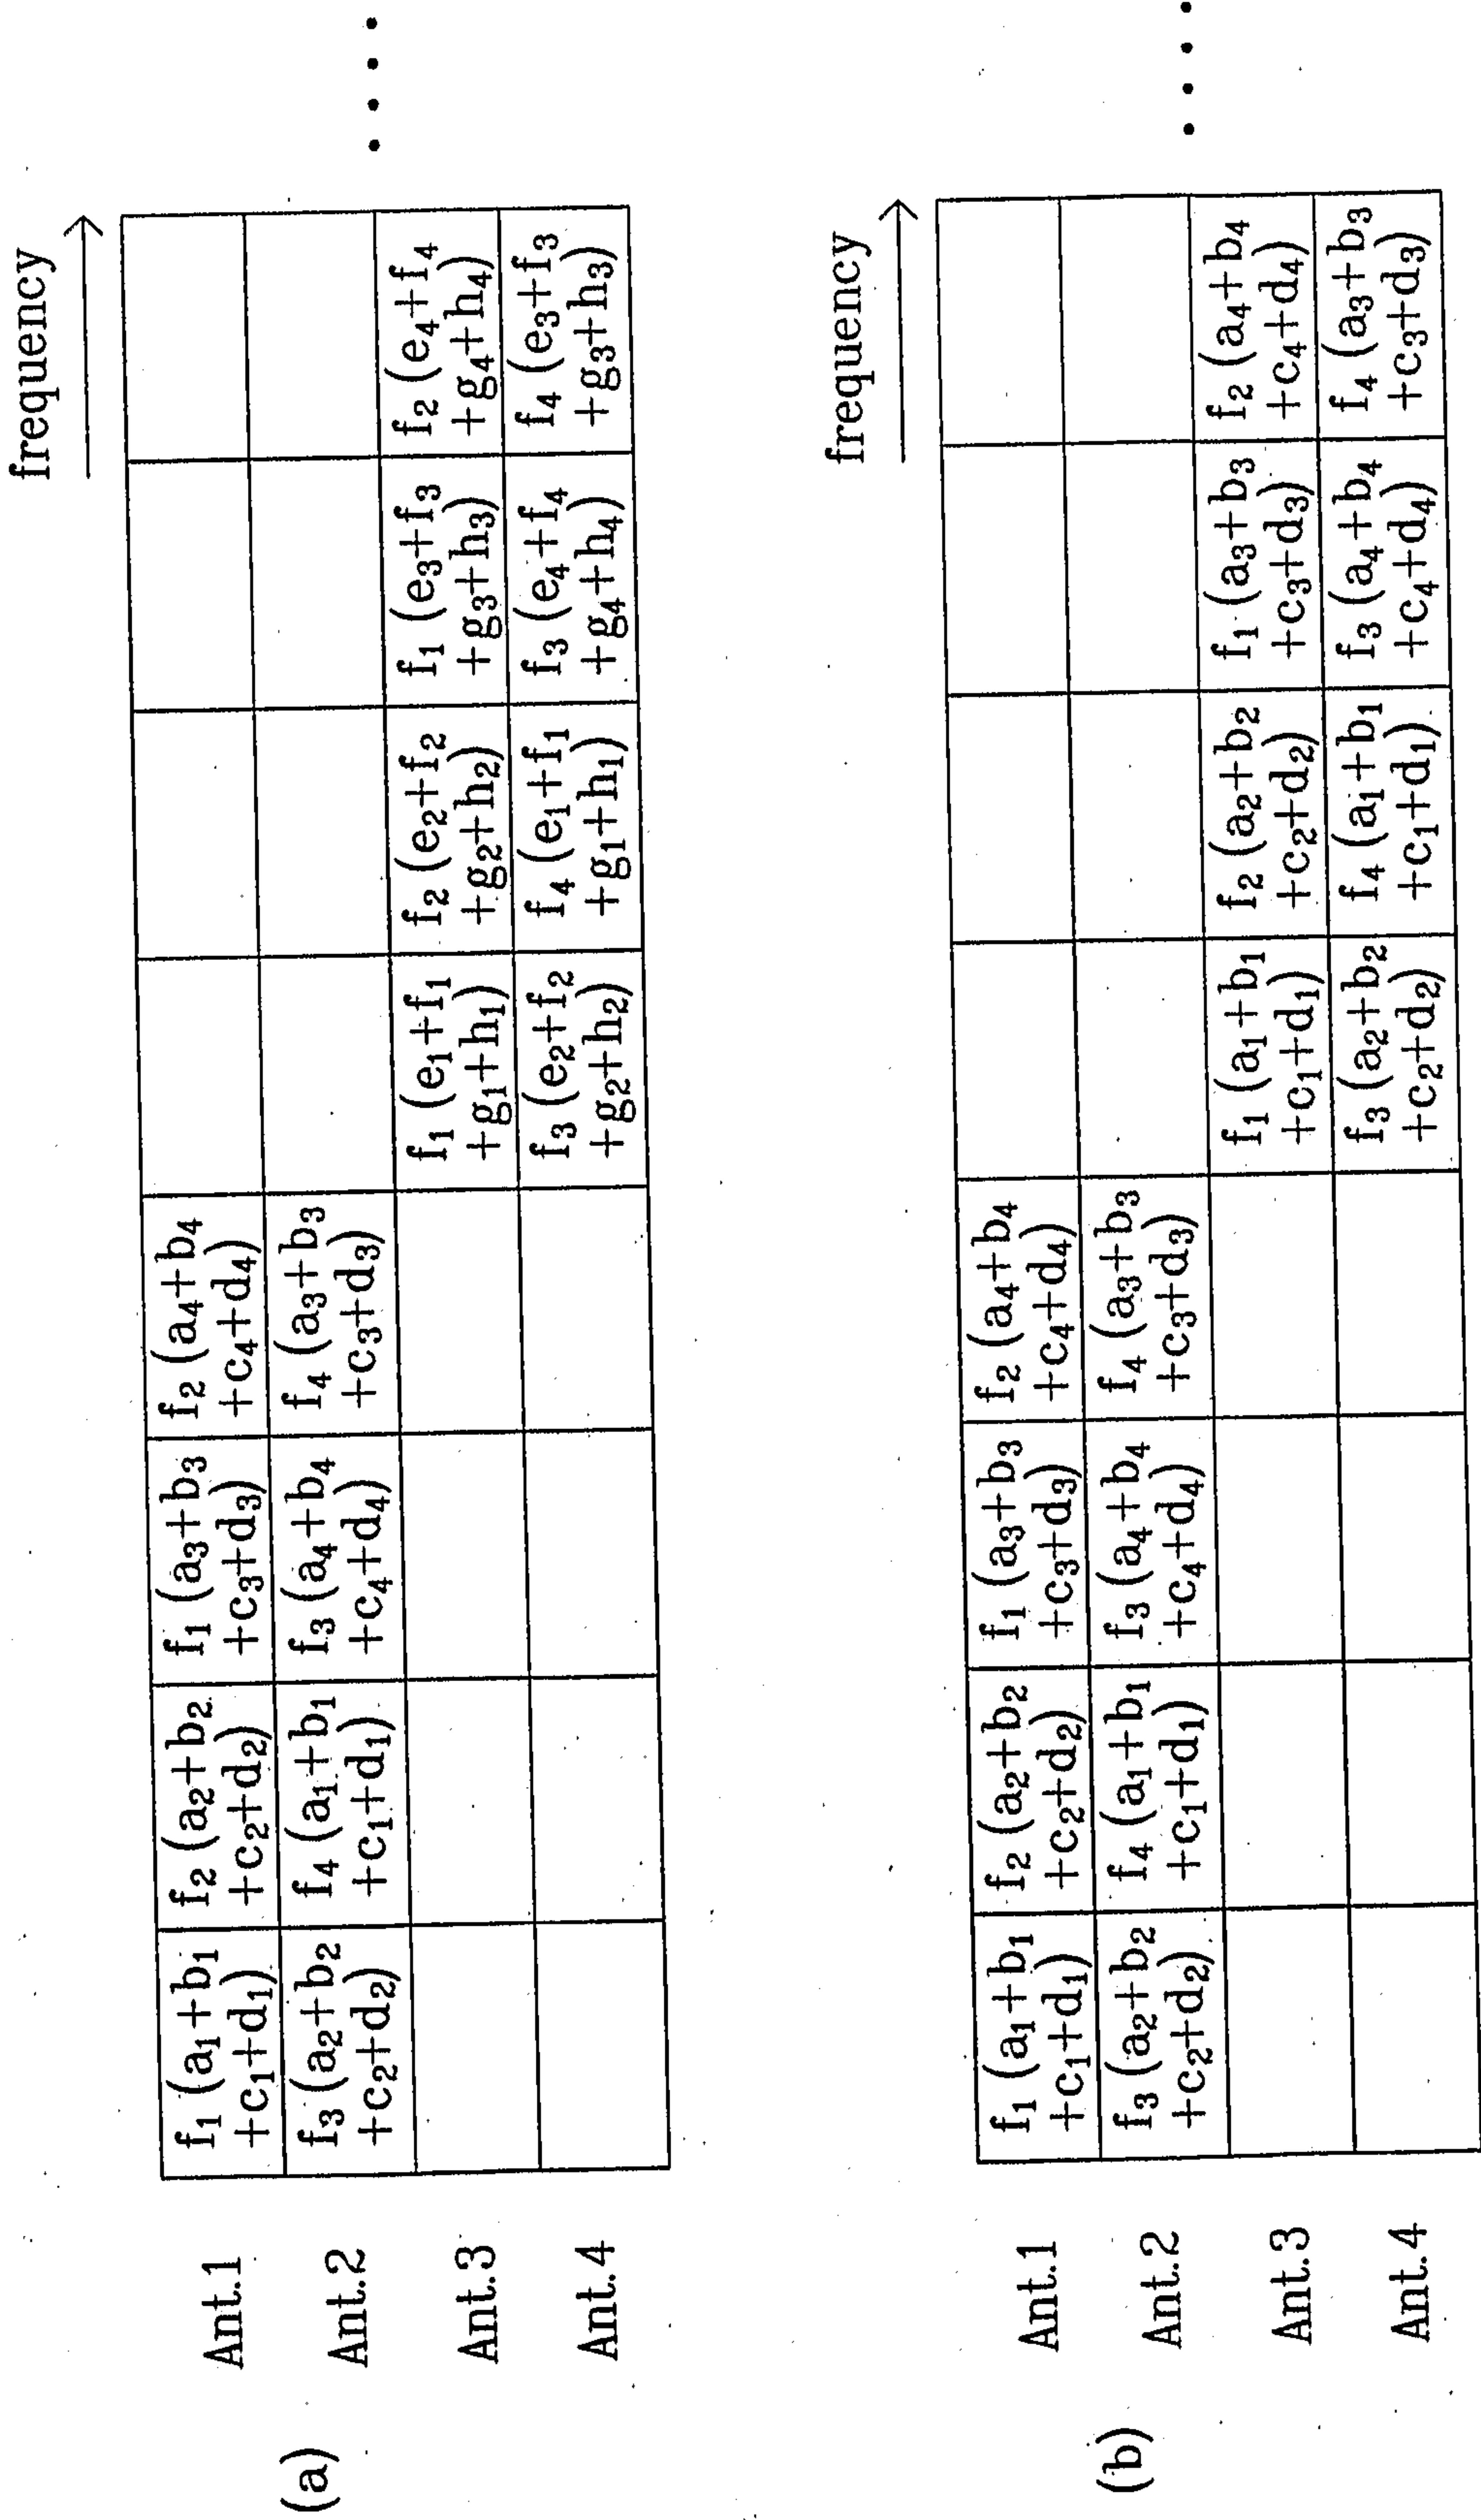 frequency
(a)
Ant.1
f₁ (a₁+b₁
+c₁+d₁)
f₂ (a₂+b₂
+c₂+d₂)
f₁ (a₃+b₃
+c₃+d₃)
f₂ (a₄+b₄
+c₄+d₄)
Ant.2
f₃ (a₂+b₂
+c₂+d₂)
f₄ (a₁+b₁
+c₁+d₁)
f₃ (a₄+b₄
+c₄+d₄)
f₄ (a₃+b₃
+c₃+d₃)
Ant.3
f₁ (e₁+f₁
+g₁+h₁)
f₂ (e₂+f₂
+g₂+h₂)
f₁ (e₃+f₃
+g₃+h₃)
f₂ (e₄+f₄
+g₄+h₄)
Ant.4
f₃ (e₂+f₂
+g₂+h₂)
f₄ (e₁+f₁
+g₁+h₁)
f₃ (e₄+f₄
+g₄+h₄)
f₄ (e₃+f₃
+g₃+h₃)
frequency
(b)
Ant.1
f₁ (a₁+b₁
+c₁+d₁)
f₂ (a₂+b₂
+c₂+d₂)
f₁ (a₃+b₃
+c₃+d₃)
f₂ (a₄+b₄
+c₄+d₄)
Ant.2
f₃ (a₂+b₂
+c₂+d₂)
f₄ (a₁+b₁
+c₁+d₁)
f₃ (a₄+b₄
+c₄+d₄)
f₄ (a₃+b₃
+c₃+d₃)
Ant.3
f₁ (a₁+b₁
+c₁+d₁)
f₂ (a₂+b₂
+c₂+d₂)
f₁ (a₃+b₃
+c₃+d₃)
f₂ (a₄+b₄
+c₄+d₄)
Ant.4
f₃ (a₂+b₂
+c₂+d₂)
f₄ (a₁+b₁
+c₁+d₁)
f₃ (a₄+b₄
+c₄+d₄)
f₄ (a₃+b₃
+c₃+d₃)